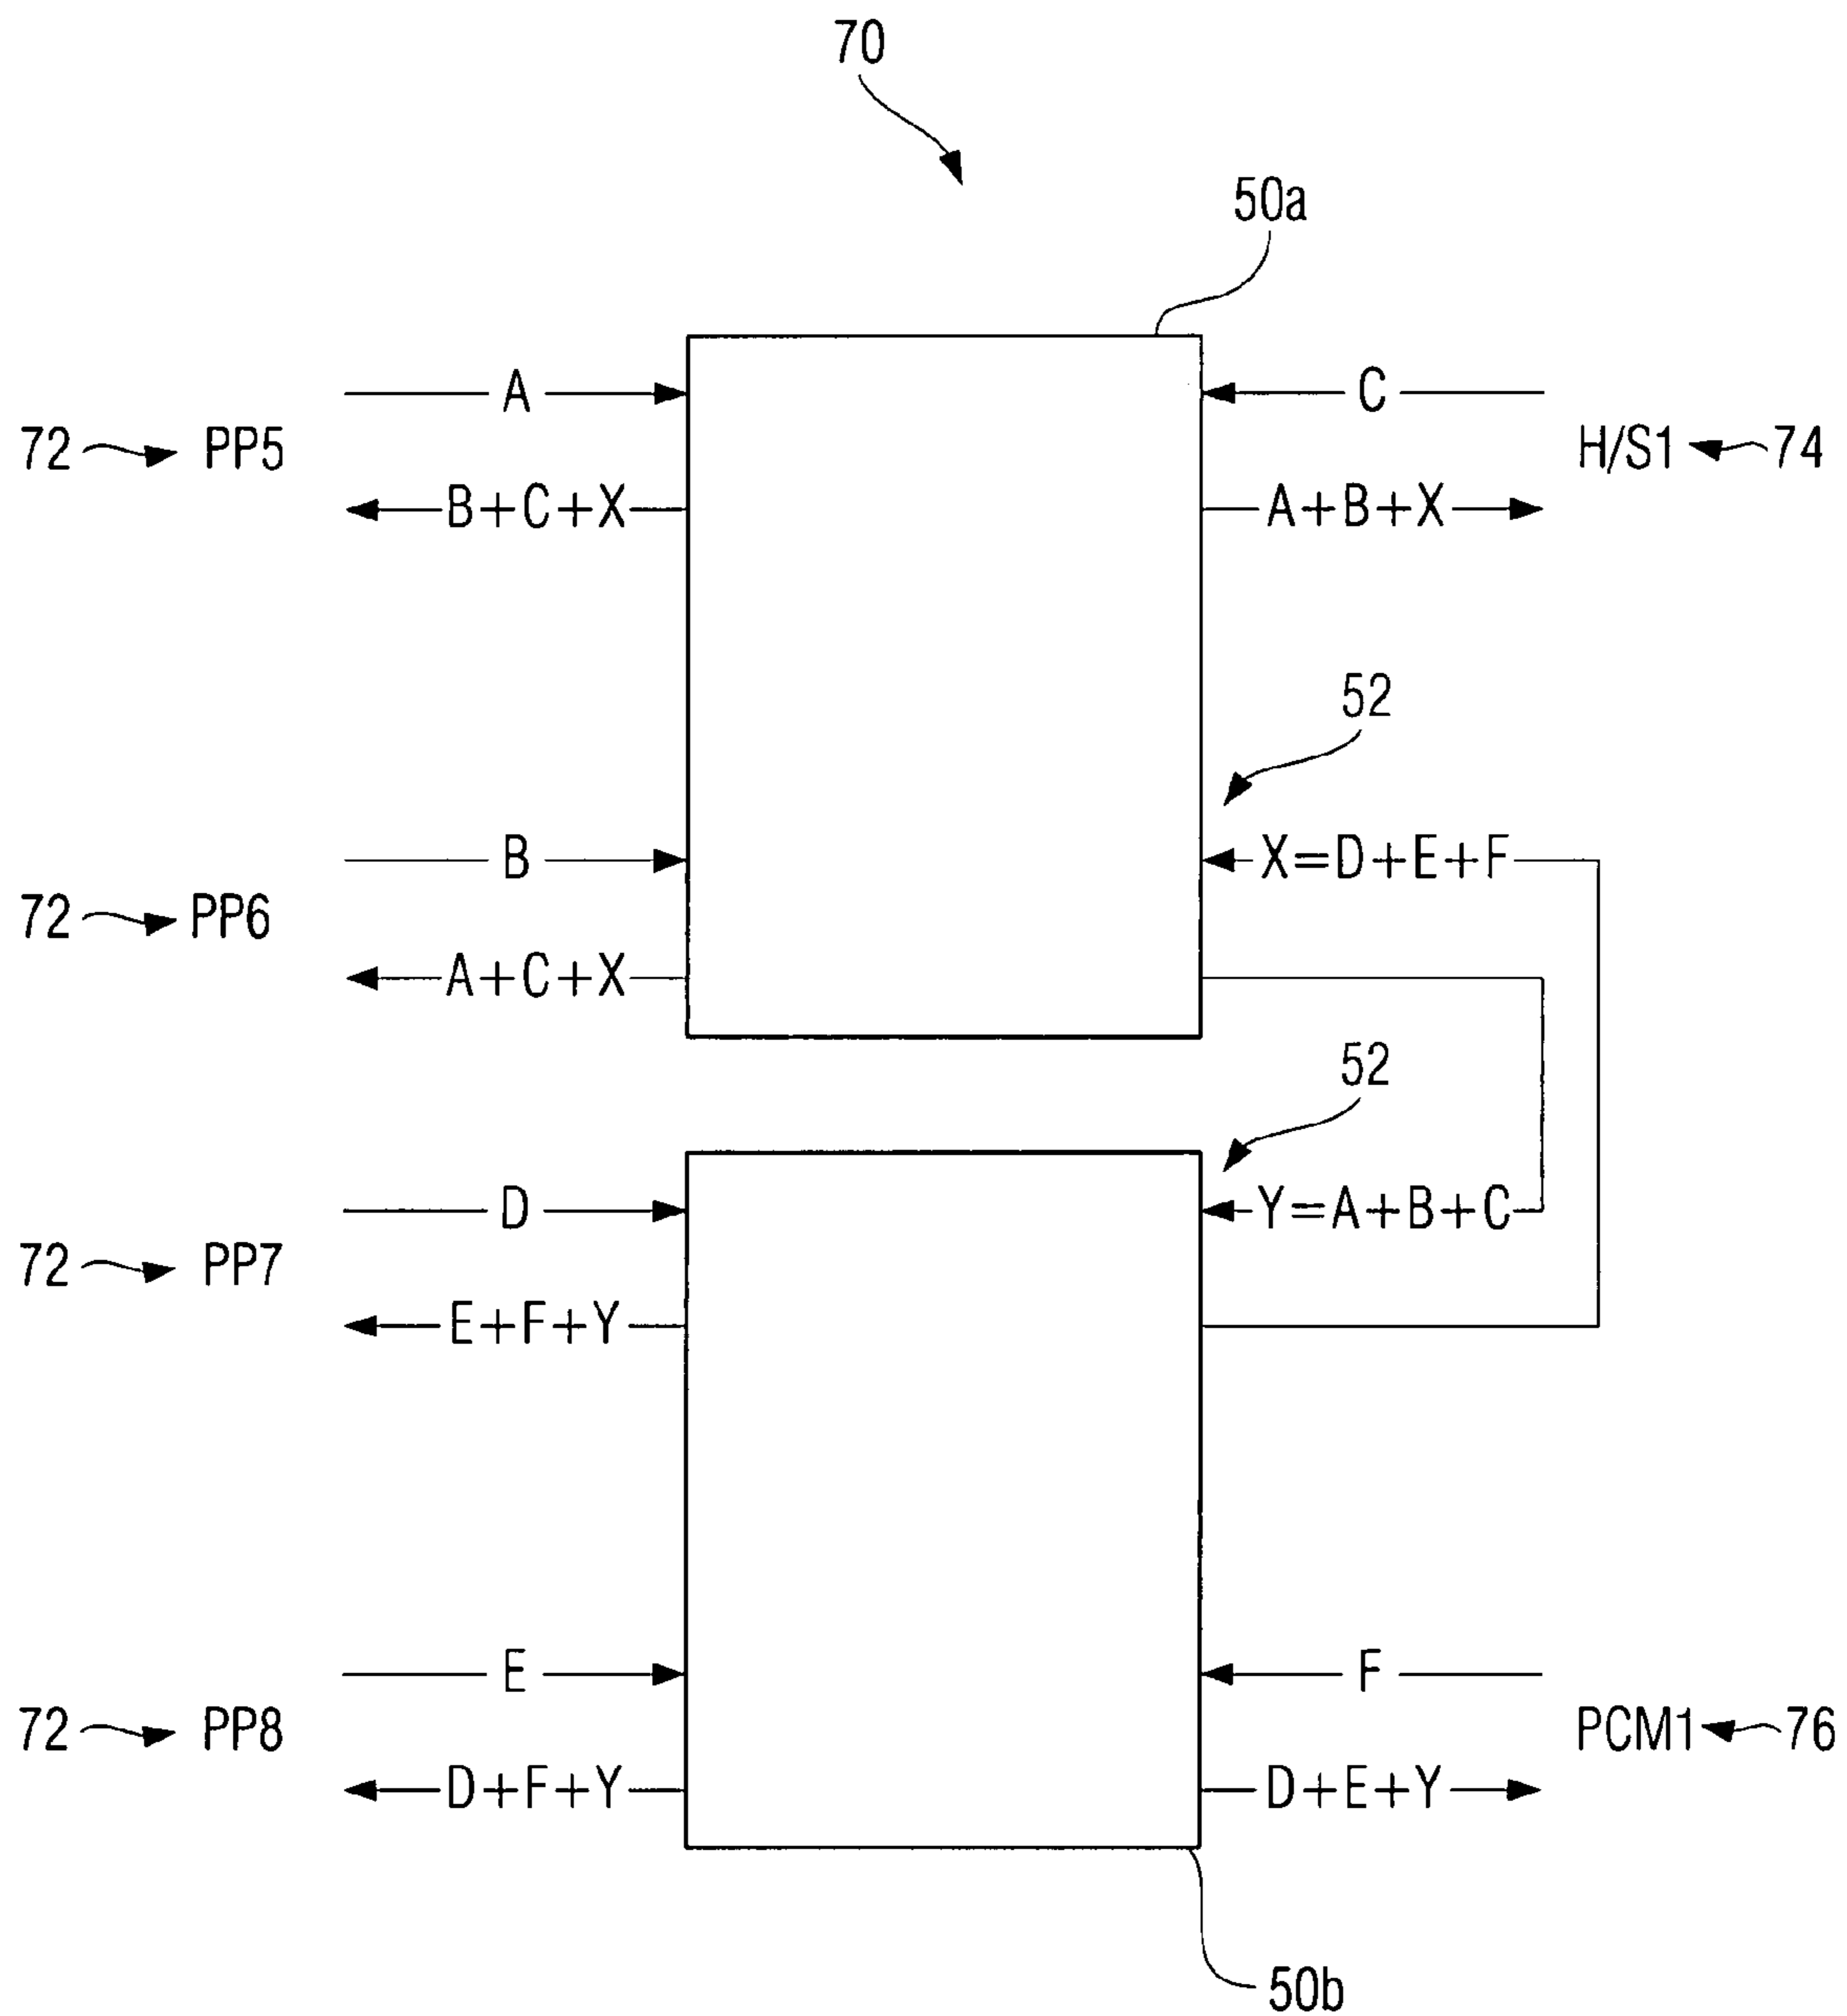 70
50a
A
C
72 PP5
H/S1 74
B+C+X
A+B+X
52
B
X=D+E+F
72 PP6
A+C+X
52
D
Y=A+B+C
72 PP7
E+F+Y
E
F
72 PP8
PCM1 76
D+F+Y
D+E+Y
50b